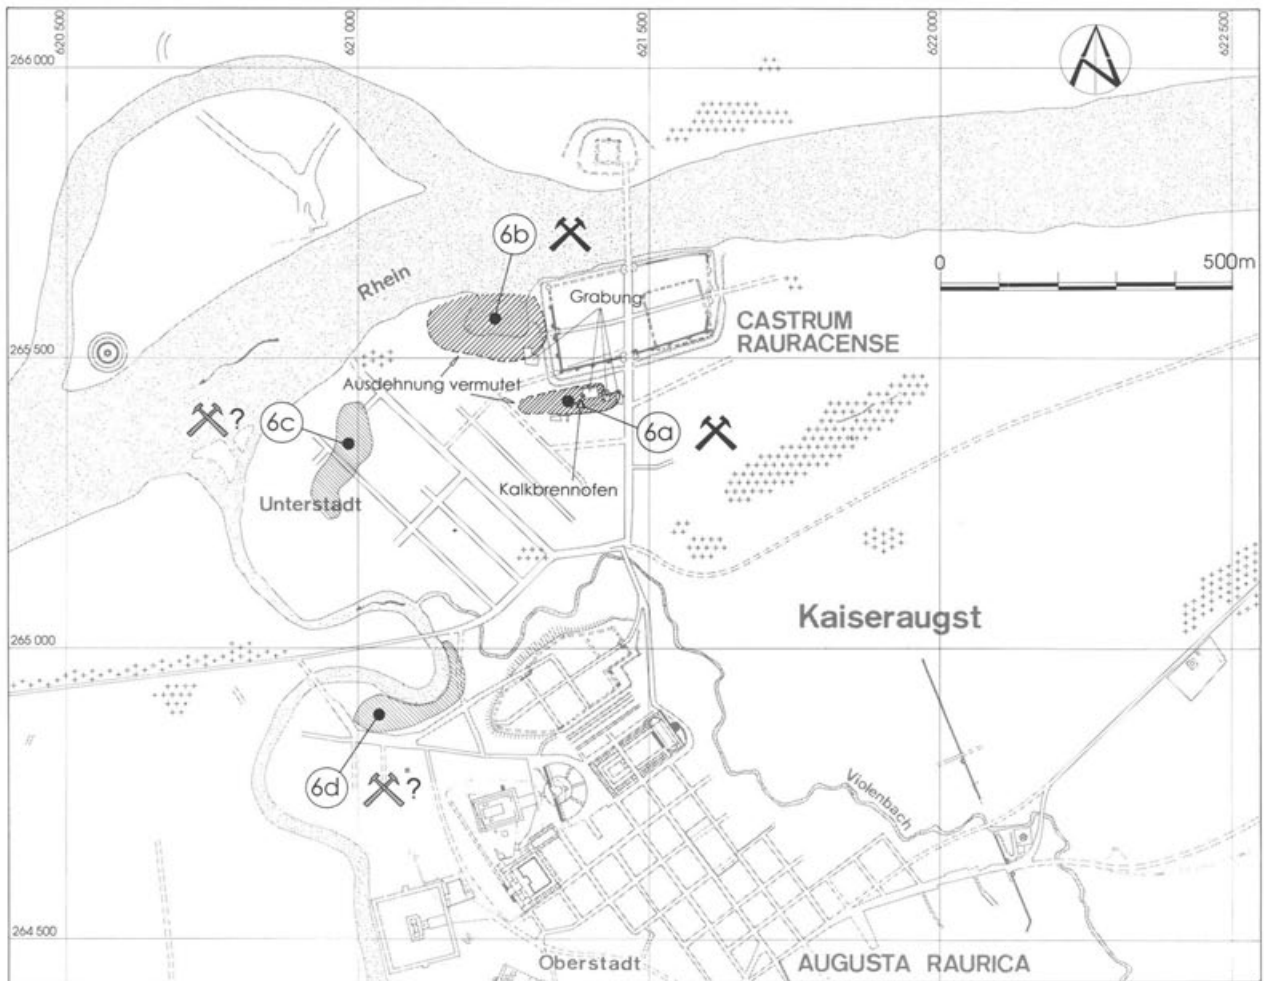 620 500
621 000
621 500
622 000
622 500
266 000
6b
Rhein
Grabung
0
500m
CASTRUM
RAURACENSE
265 500
Ausdehnung vermutet
?
6c
6a
Unterstadt
Kalkbrennofen
Kaiseraugst
265 000
6d
?
Violenbach
264 500
Oberstadt
AUGUSTA RAURICA